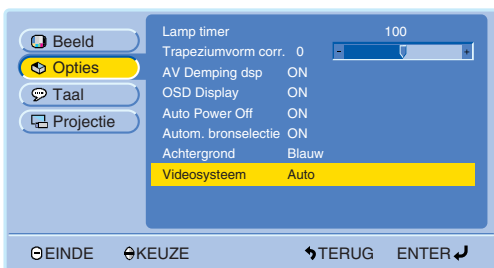 Beeld
Opties
Taal
Projectie
Lamp timer 100
Trapeziumvorm corr. 0 - +
AV Demping dsp ON
OSD Display ON
Auto Power Off ON
Autom. bronselectie ON
Achtergrond Blauw
Videosysteem Auto
EINDE KEUZE TERUG ENTER